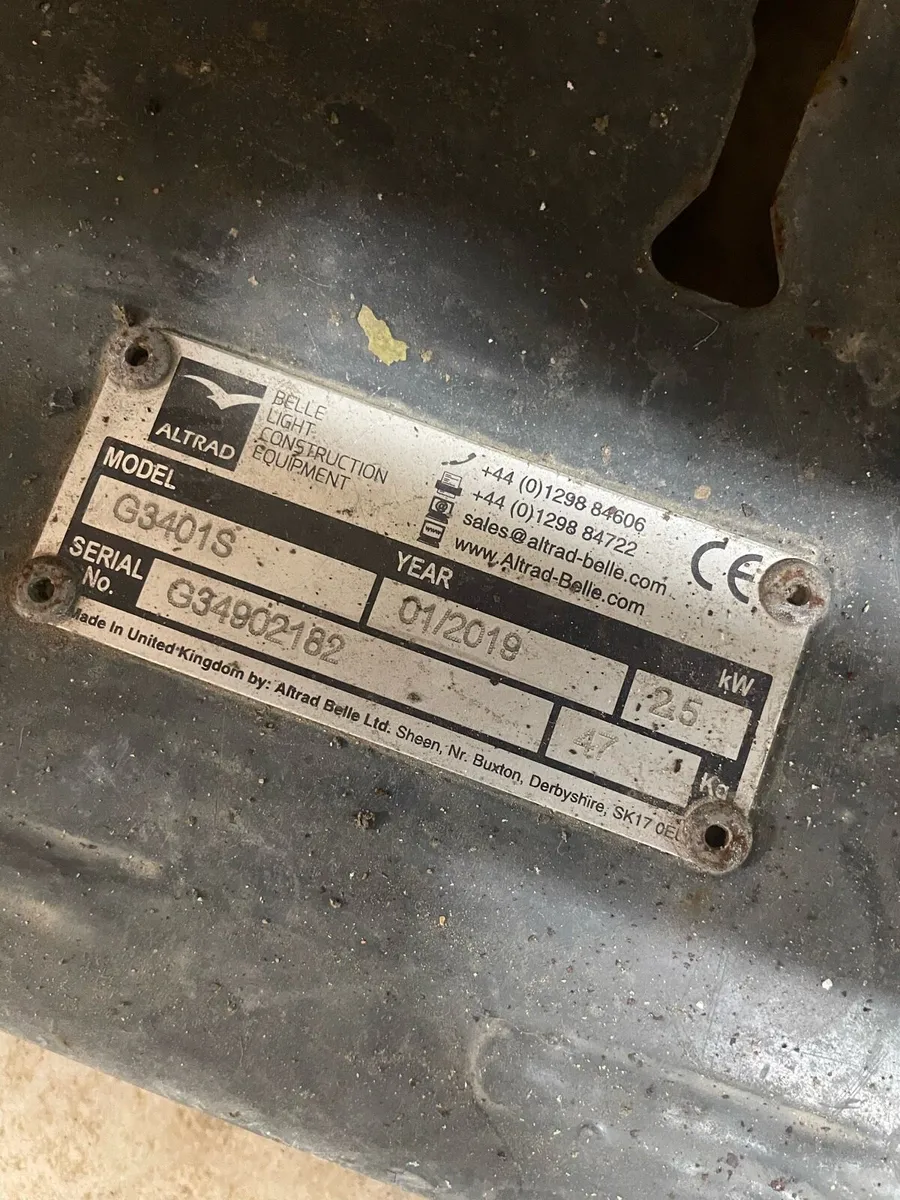 ALTRAD
BELLE
LIGHT
CONSTRUCTION
EQUIPMENT
+44 (0)1298 84606
+44 (0)1298 84722
sales@altrad-belle.com
www
www.Altrad-Belle.com
CE
MODEL
G3401S
YEAR
01/2019
kW
2.5
SERIAL
No.
G34902182
47
Kg
Made In United Kingdom by: Altrad Belle Ltd. Sheen, Nr. Buxton, Derbyshire, SK17 0EU